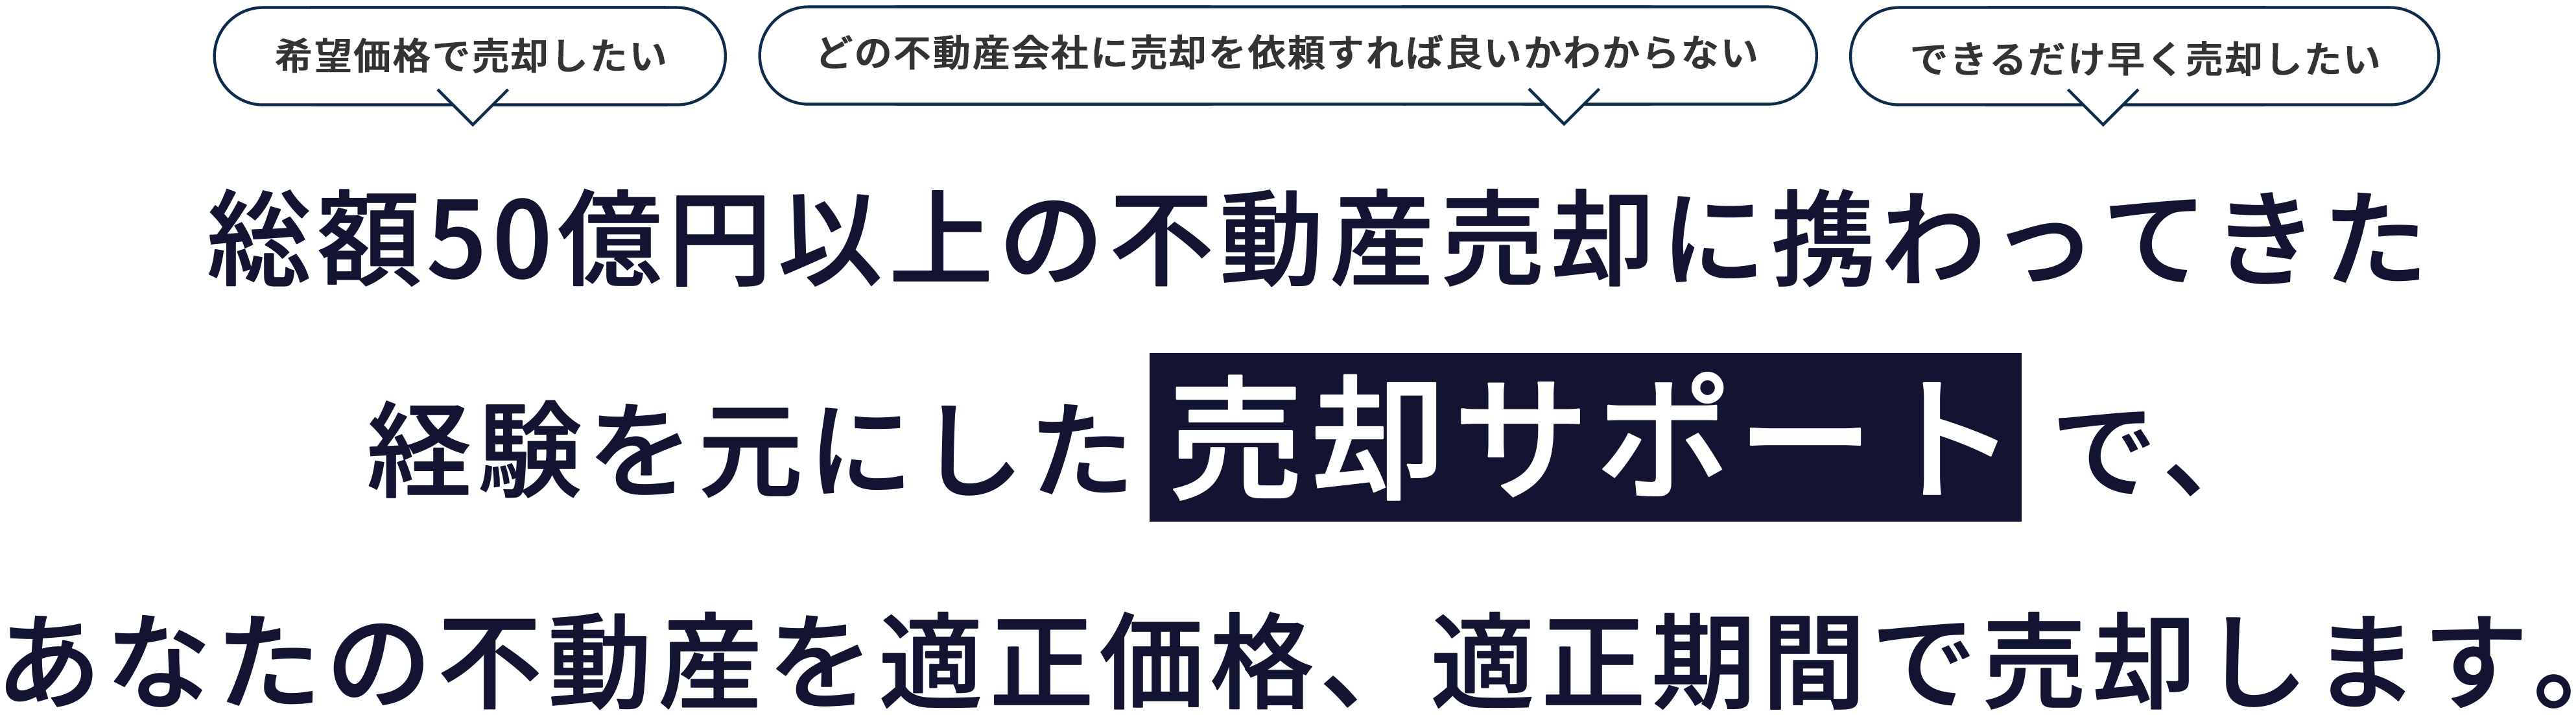 希望価格で売却したい
どの不動産会社に売却を依頼すれば良いかわからない
できるだけ早く売却したい
総額50億円以上の不動産売却に携わってきた
経験を元にした売却サポートで、
あなたの不動産を適正価格、適正期間で売却します。